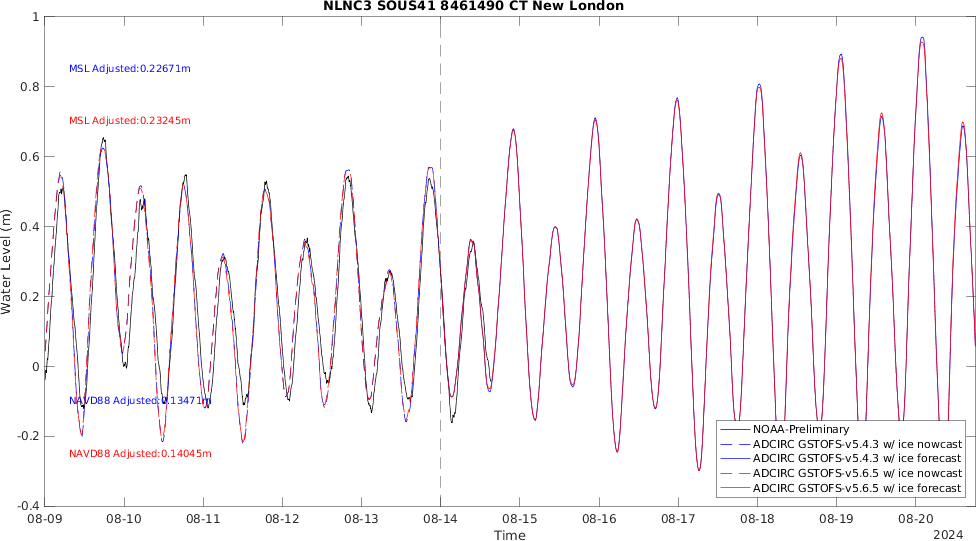 NLNC3 SOUS41 8461490 CT New London
1
0.8
0.6
0.4
0.2
0
-0.2
-0.4
Water Level (m)
MSL Adjusted:0.22671m
MSL Adjusted:0.23245m
NAVD88 Adjusted:0.13471m
NAVD88 Adjusted:0.14045m
NOAA-Preliminary
ADCIRC GSTOFS-v5.4.3 w/ ice nowcast
ADCIRC GSTOFS-v5.4.3 w/ ice forecast
ADCIRC GSTOFS-v5.6.5 w/ ice nowcast
ADCIRC GSTOFS-v5.6.5 w/ ice forecast
08-09 08-10 08-11 08-12 08-13 08-14 08-15 08-16 08-17 08-18 08-19 08-20
2024
Time